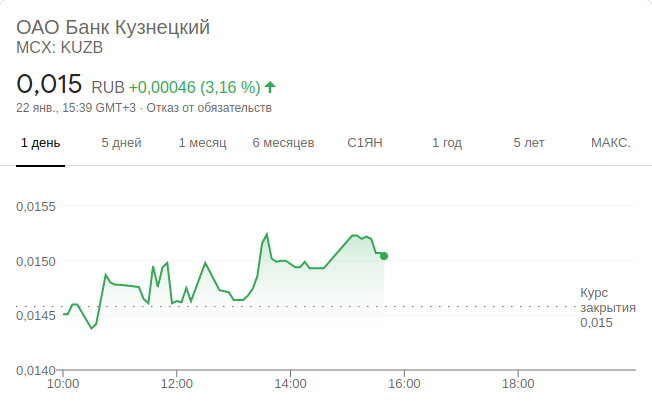 ОАО Банк Кузнецкий
MCX: KUZB
0,015 RUB +0,00046 (3,16 %)
22 янв., 15:39 GMT+3 · Отказ от обязательств
1 день 5 дней 1 месяц 6 месяцев С1ЯН 1 год 5 лет МАКС.
0,0155
0,0150
0,0145
0,0140
Курс
закрытия
0,015
10:00 12:00 14:00 16:00 18:00